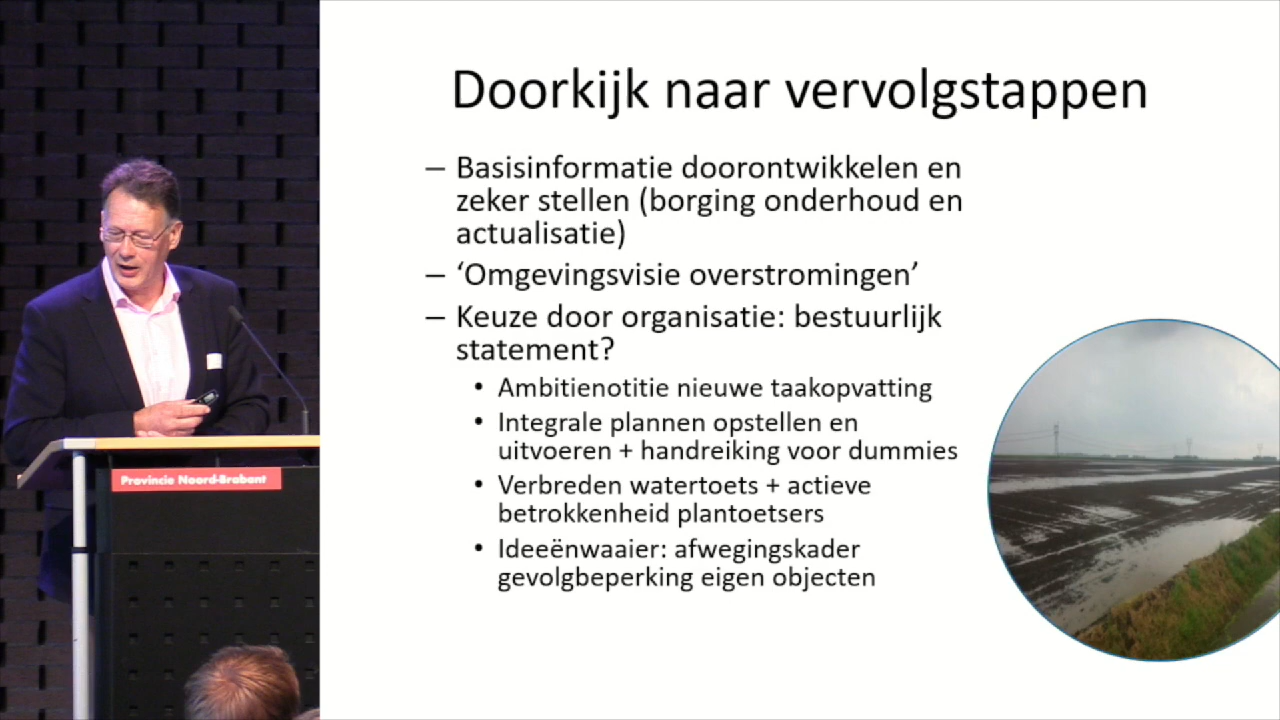 Doorkijk naar vervolgstappen
– Basisinformatie doorontwikkelen en
zeker stellen (borging onderhoud en
actualisatie)
– ‘Omgevingsvisie overstromingen’
– Keuze door organisatie: bestuurlijk
statement?
• Ambitienotitie nieuwe taakopvatting
• Integrale plannen opstellen en
uitvoeren + handreiking voor dummies
• Verbreden watertoets + actieve
betrokkenheid plantoetsers
• Ideeënwaaier: afwegingskader
gevolgbeperking eigen objecten
Provincie Noord-Brabant